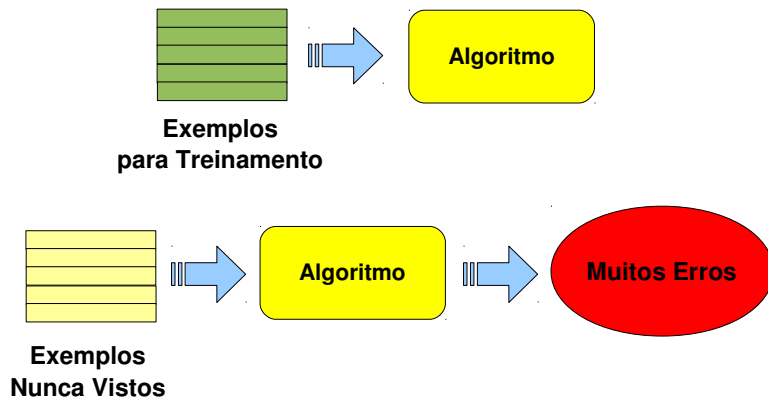 Algoritmo
Exemplos
para Treinamento
Algoritmo
Muitos Erros
Exemplos
Nunca Vistos